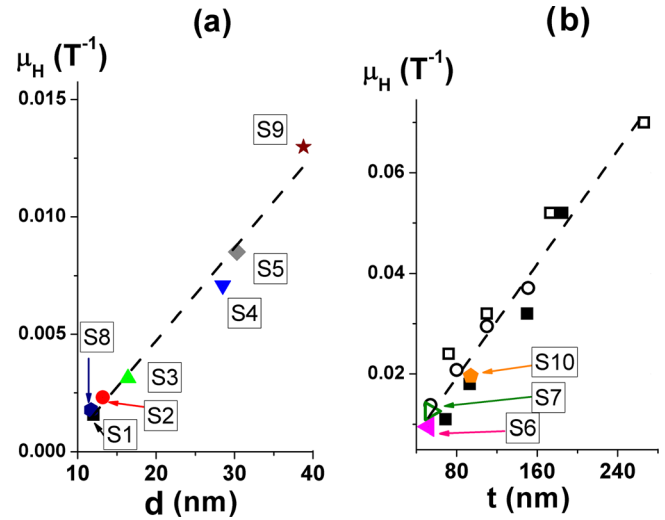 (a)
μH (T-1)
0.015
0.010
0.005
0.000
S9
S5
S4
S8
S3
S2
S1
10 20 30 40
d (nm)
(b)
μH (T-1)
0.06
0.04
0.02
S10
S7
S6
80 160 240
t (nm)